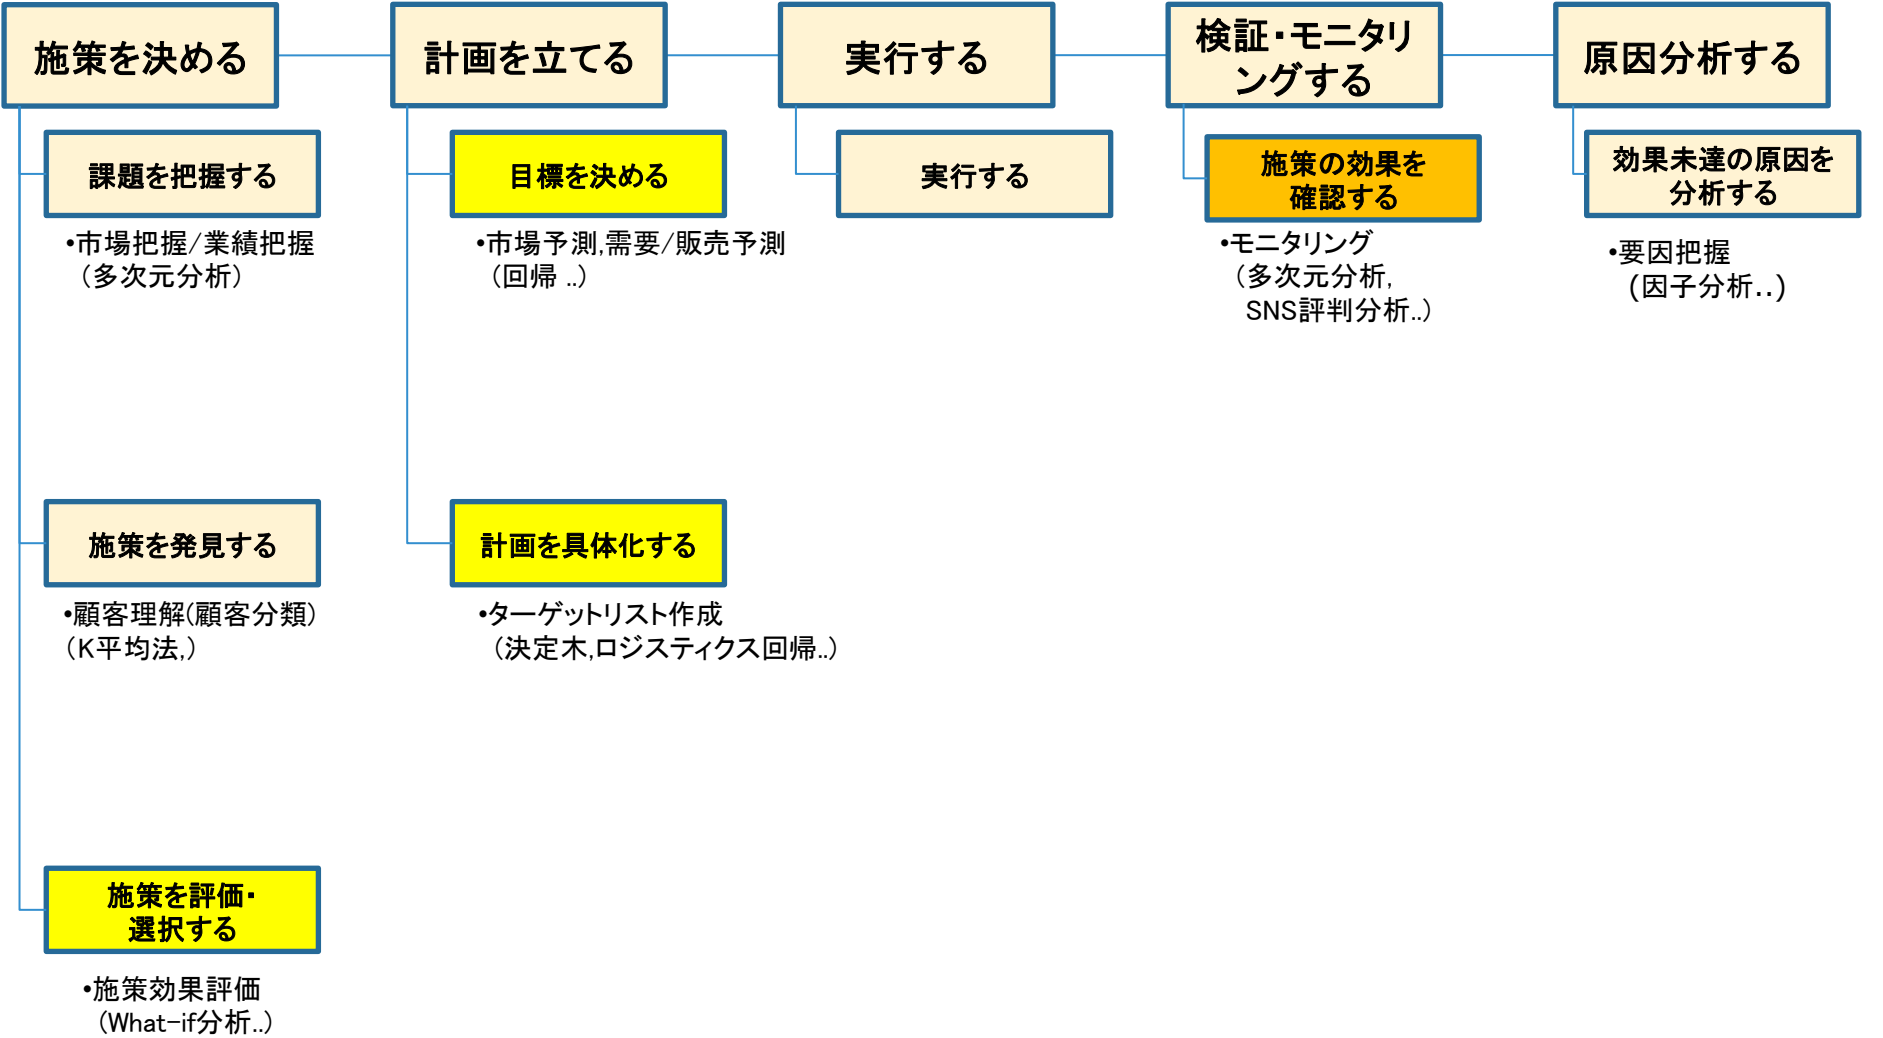 施策を決める
計画を立てる
実行する
検証・モニタリ
ングする
原因分析する
課題を把握する
・市場把握/業績把握
（多次元分析）
施策を発見する
・顧客理解(顧客分類)
（K平均法,）
施策を評価・
選択する
・施策効果評価
（What-if分析..）
目標を決める
・市場予測,需要/販売予測
（回帰 ..）
計画を具体化する
・ターゲットリスト作成
（決定木,ロジスティクス回帰..）
実行する
施策の効果を
確認する
・モニタリング
（多次元分析,
SNS評判分析..）
効果未達の原因を
分析する
・要因把握
(因子分析..)